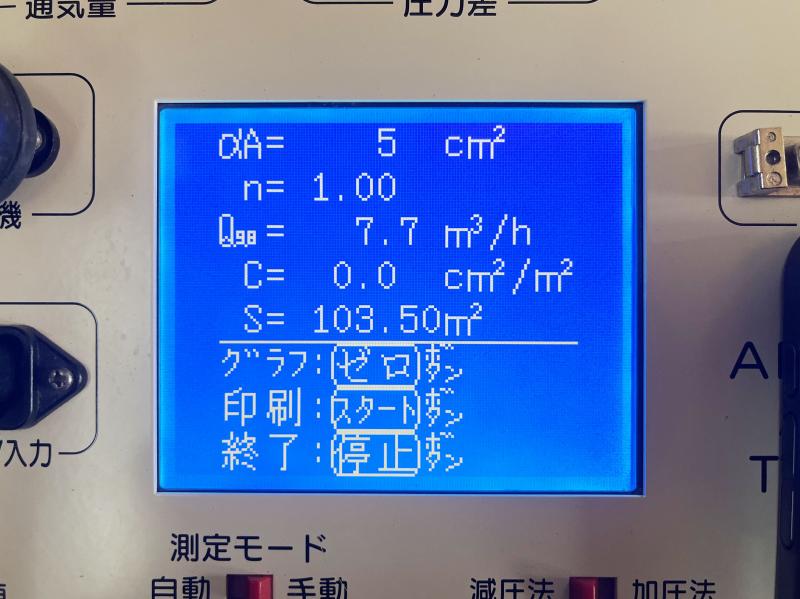 通気量
圧力差
機
αA= 5 cm²
n= 1.00
Q9.8= 7.7 m³/h
C= 0.0 cm²/m²
S= 103.50m²
グラフ:(ゼロ)ボタン
印刷:(スタート)ボタン
終了:(停止)ボタン
入力
A
T
測定モード
自動 手動
減圧法 加圧法